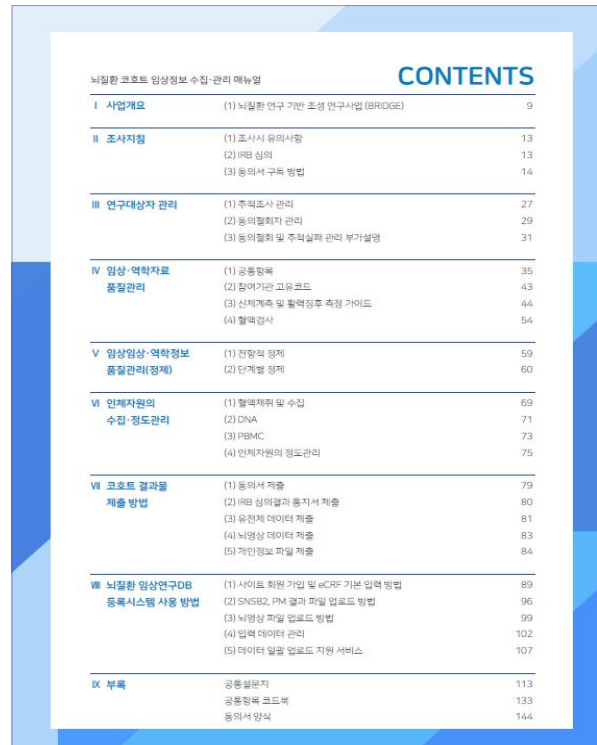 뇌질환 코호트 임상정보 수집·관리 매뉴얼 CONTENTS
Ⅰ 사업개요 (1) 뇌질환 연구 기반 조성 연구사업 (BRIDGE) 9
Ⅱ 조사지침 (1) 조사시 유의사항 13
(2) IRB 심의 13
(3) 동의서 구득 방법 14
Ⅲ 연구대상자 관리 (1) 추적조사 관리 27
(2) 동의철회자 관리 29
(3) 동의철회 및 추적실패 관리 부가설명 31
Ⅳ 임상·역학자료 (1) 공통항목 35
품질관리 (2) 참여기관 고유코드 43
(3) 신체계측 및 활력징후 측정 가이드 44
(4) 혈액검사 54
Ⅴ 임상임상·역학정보 (1) 전향적 정제 59
품질관리(정제) (2) 단계별 정제 60
Ⅵ 인체자원의 (1) 혈액채취 및 수집 69
수집·정도관리 (2) DNA 71
(3) PBMC 73
(4) 인체자원의 정도관리 75
Ⅶ 코호트 결과물 (1) 동의서 제출 79
제출 방법 (2) IRB 심의결과 통지서 제출 80
(3) 유전체 데이터 제출 81
(4) 뇌영상 데이터 제출 83
(5) 개인정보 파일 제출 84
Ⅷ 뇌질환 임상연구DB (1) 사이트 회원 가입 및 eCRF 기본 입력 방법 89
등록시스템 사용 방법 (2) SNSB2, PM 결과 파일 업로드 방법 96
(3) 뇌영상 파일 업로드 방법 99
(4) 입력 데이터 관리 102
(5) 데이터 일괄 업로드 지원 서비스 107
Ⅸ 부록 공통설문지 113
공통항목 코드북 133
동의서 양식 144